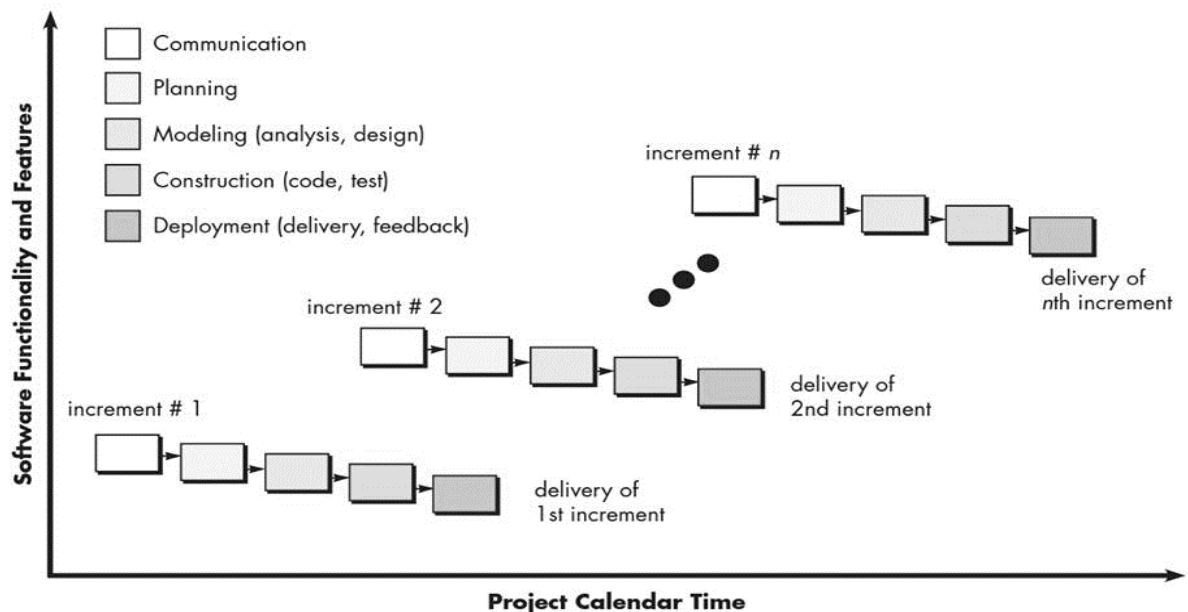 Software Functionality and Features
Communication
Planning
Modeling (analysis, design)
Construction (code, test)
Deployment (delivery, feedback)
increment # n
delivery of
nth increment
increment # 2
delivery of
2nd increment
increment # 1
delivery of
1st increment
Project Calendar Time